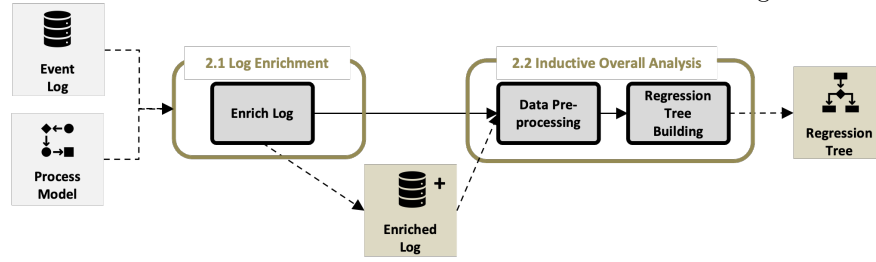 Event
Log
Process
Model
2.1 Log Enrichment
Enrich Log
+
Enriched
Log
2.2 Inductive Overall Analysis
Data Pre-
processing
Regression
Tree
Building
Regression
Tree